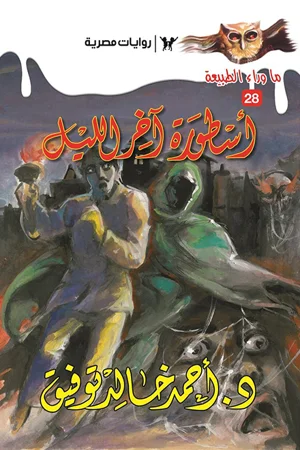 روايات مصرية
ما وراء الطبيعة
28
أسطورة آخر الليل
د. أحمد خالد توفيق